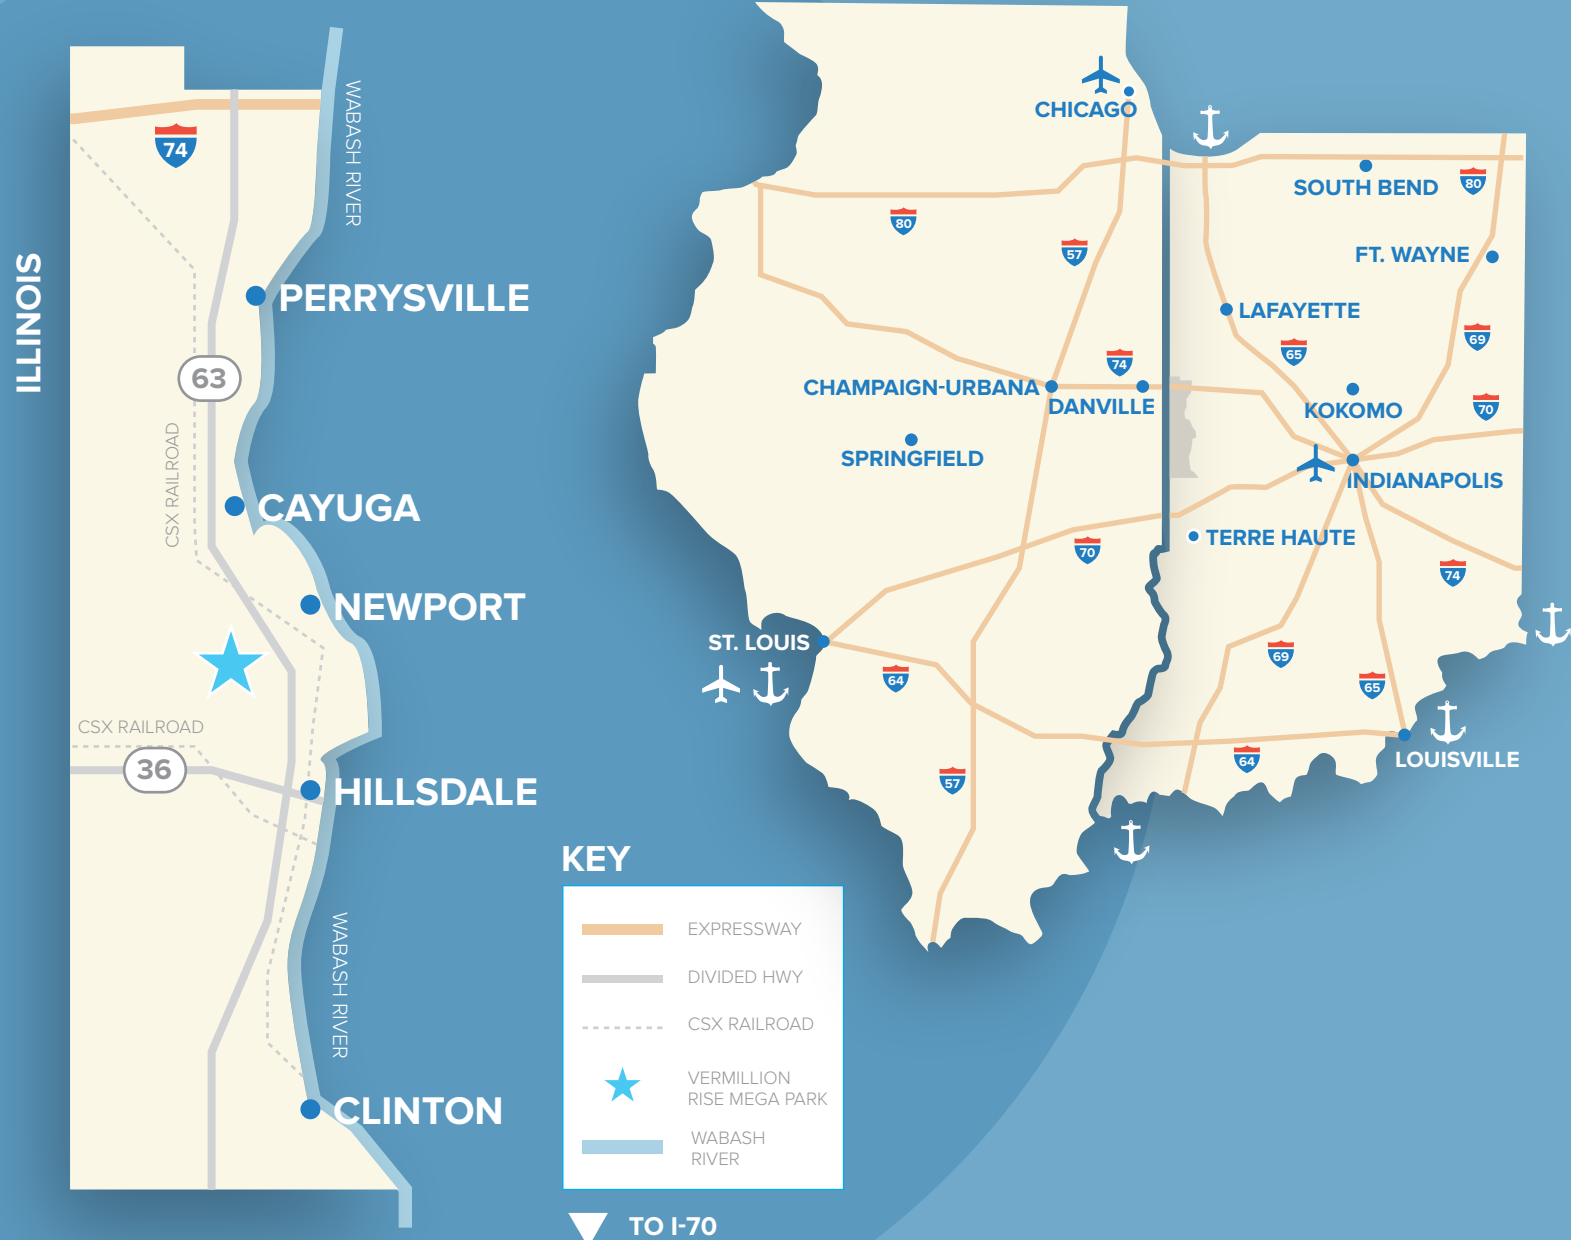 ILLINOIS
74
WABASH RIVER
PERRYSVILLE
63
CSX RAILROAD
CAYUGA
NEWPORT
CSX RAILROAD
36
HILLSDALE
WABASH RIVER
CLINTON
CHICAGO
80
57
SOUTH BEND
80
FT. WAYNE
LAFAYETTE
65
69
74
CHAMPAIGN-URBANA
DANVILLE
KOKOMO
70
SPRINGFIELD
INDIANAPOLIS
TERRE HAUTE
70
74
ST. LOUIS
64
69
65
LOUISVILLE
64
57
KEY
EXPRESSWAY
DIVIDED HWY
CSX RAILROAD
VERMILLION
RISE MEGA PARK
WABASH
RIVER
TO I-70